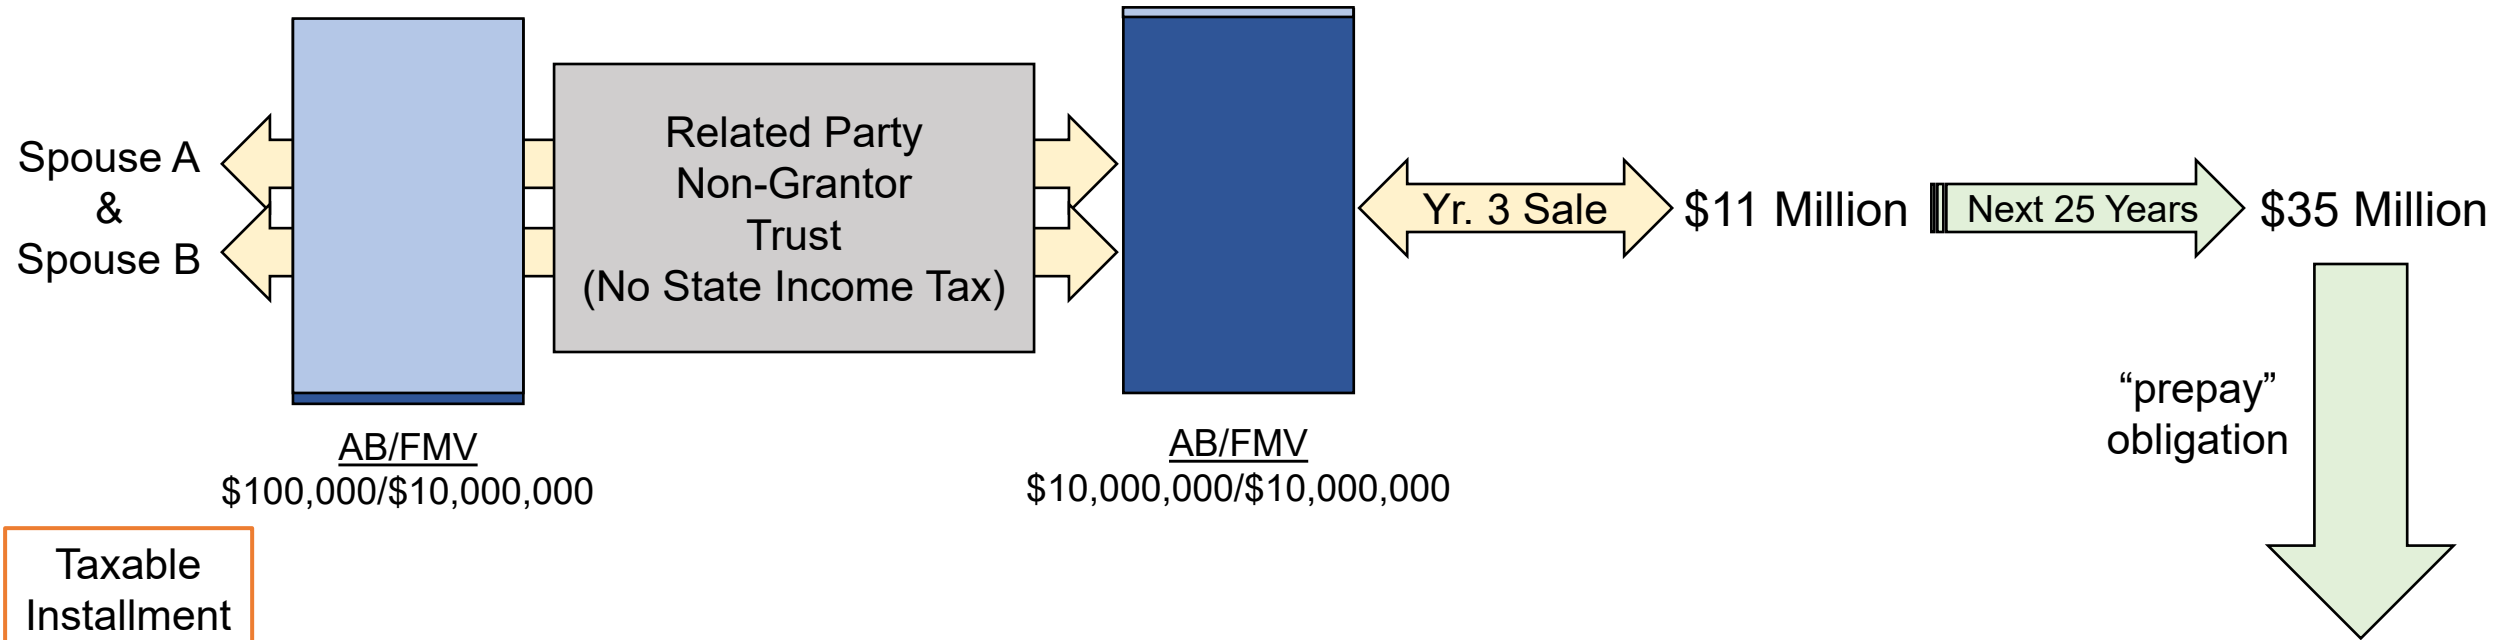 Spouse A
&
Spouse B
Related Party
Non-Grantor
Trust
(No State Income Tax)
Yr. 3 Sale
$11 Million
Next 25 Years
$35 Million
"prepay"
obligation
AB/FMV
$100,000/$10,000,000
AB/FMV
$10,000,000/$10,000,000
Taxable
Installment